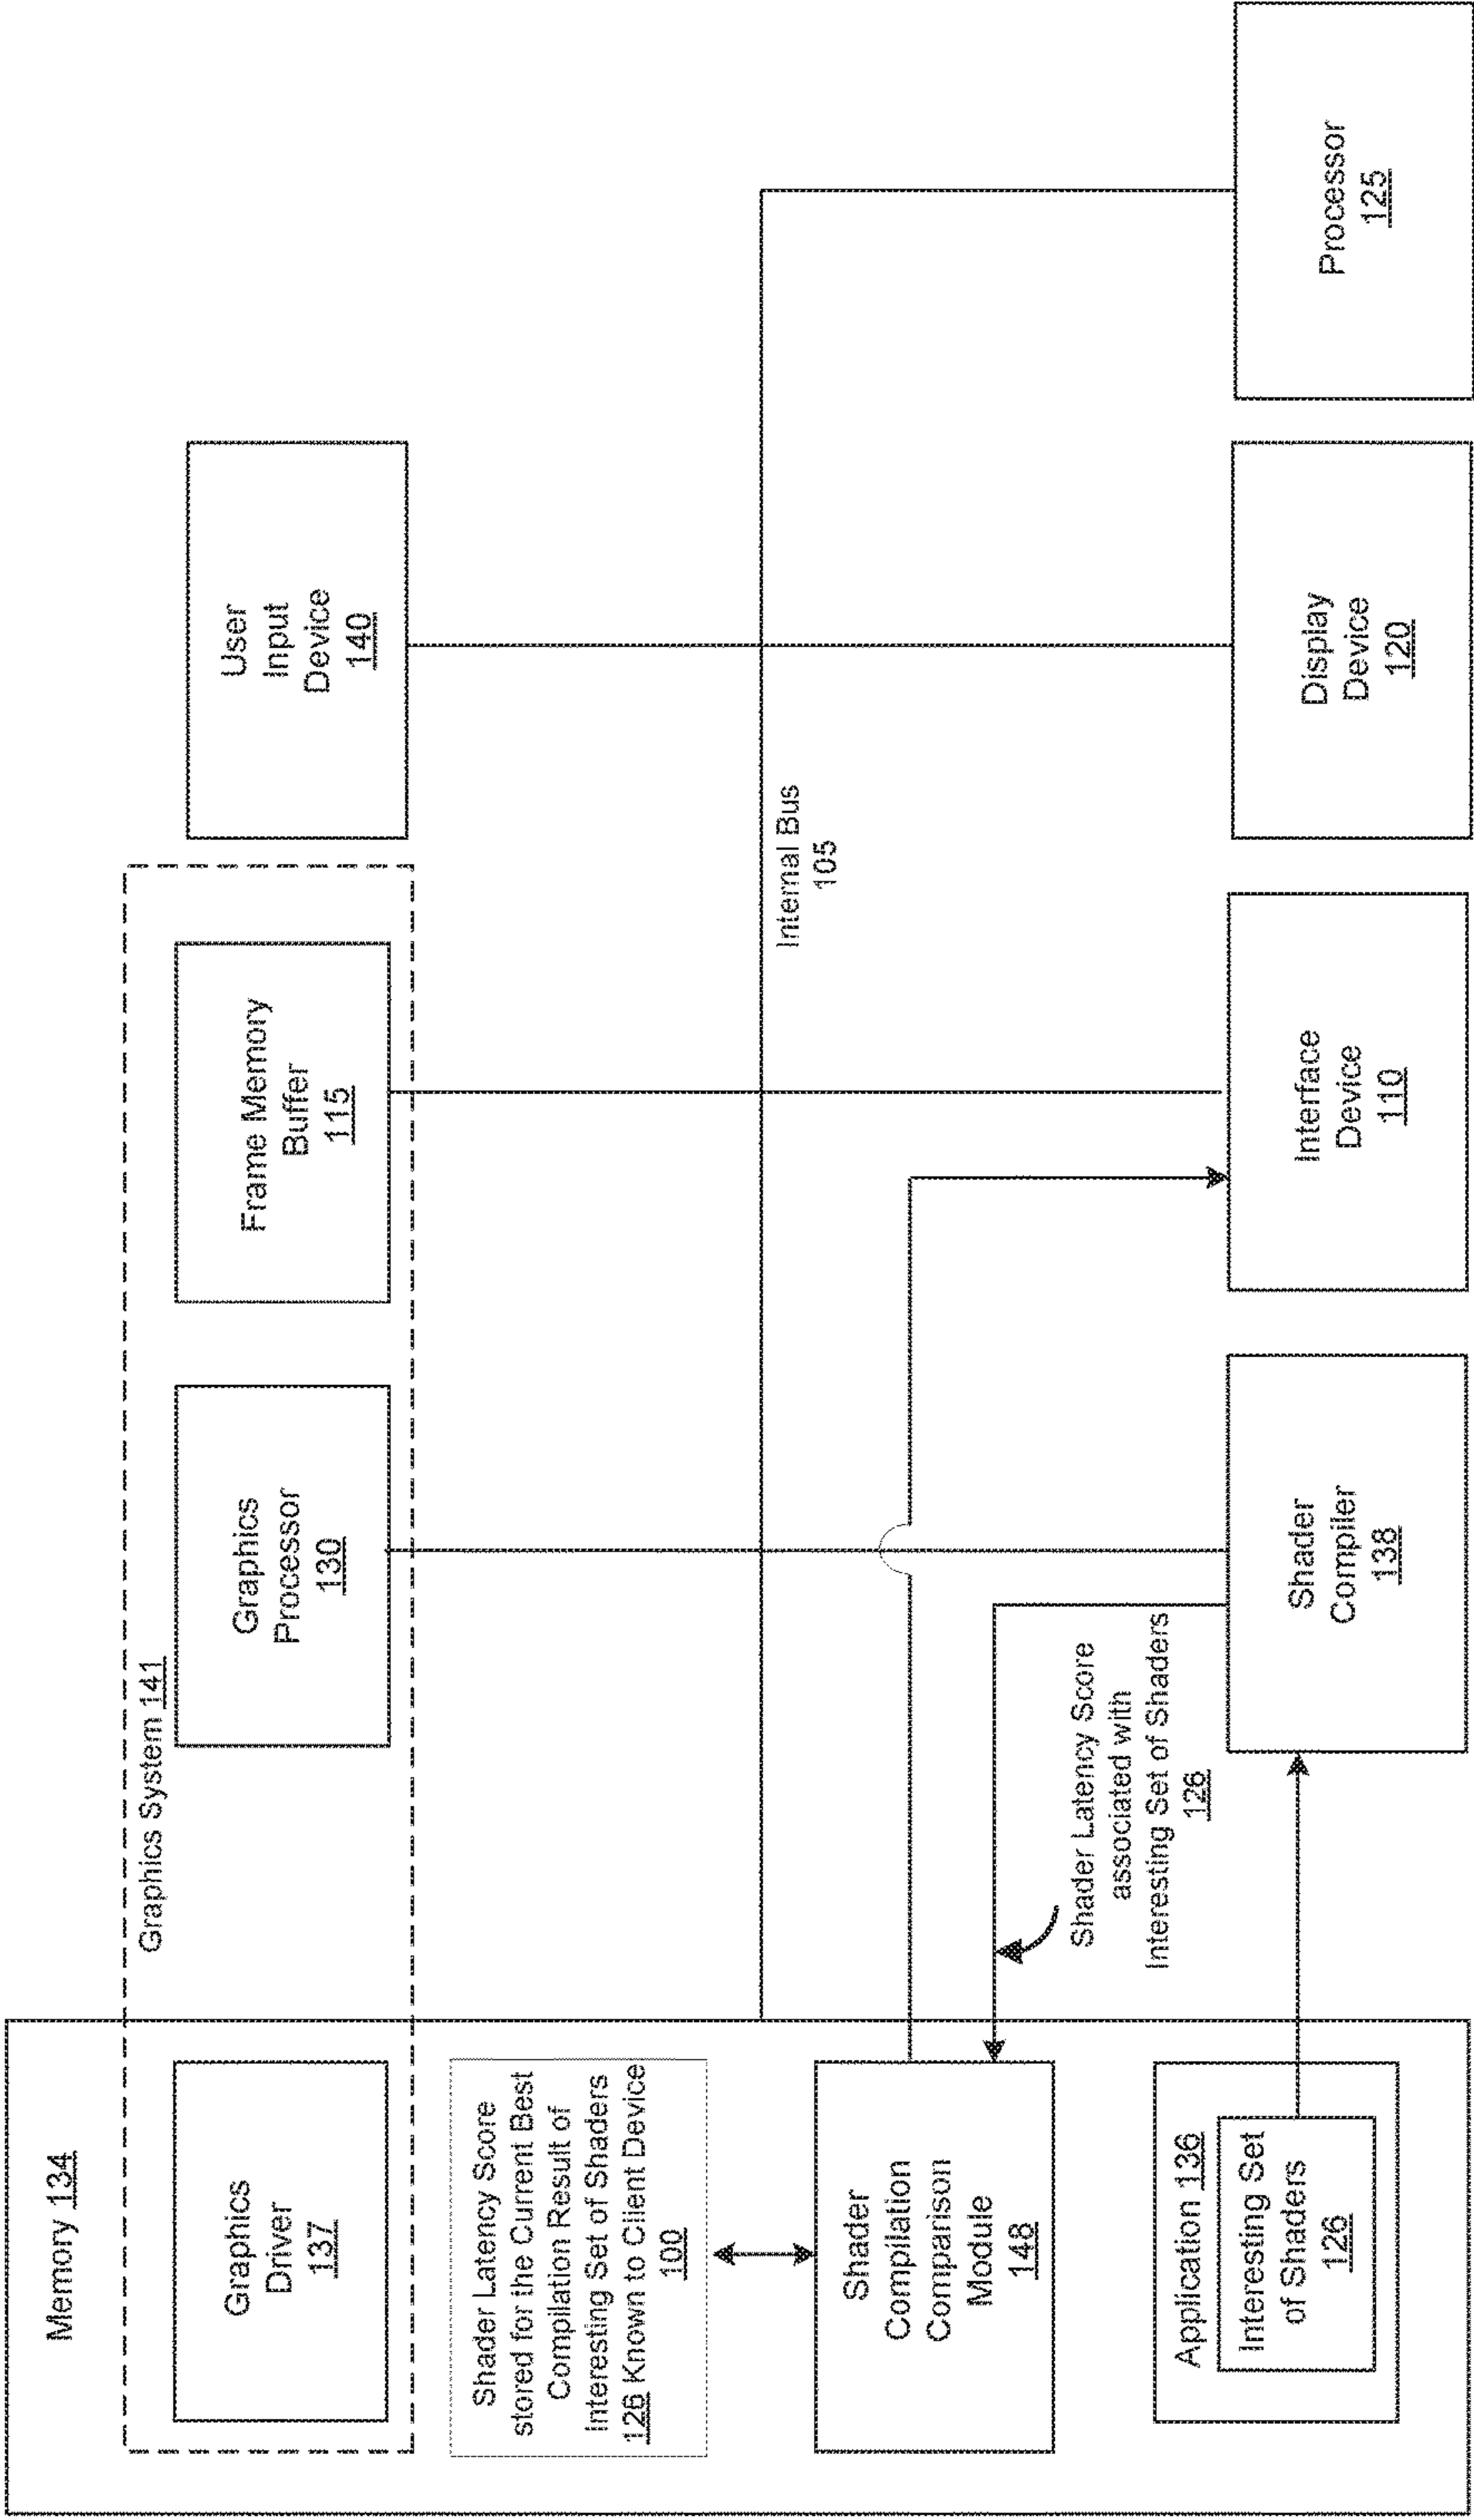 Memory 134
Graphics System 141
Graphics
Driver
137
Graphics
Processor
130
Frame Memory
Buffer
115
User
Input
Device
140
Shader Latency Score
stored for the Current Best
Compilation Result of
Interesting Set of Shaders
126 Known to Client Device
100
Internal Bus
105
Shader
Compilation
Comparison
Module
148
Shader Latency Score
associated with
Interesting Set of Shaders
126
Application 136
Interesting Set
of Shaders
126
Shader
Compiler
138
Interface
Device
110
Display
Device
120
Processor
125